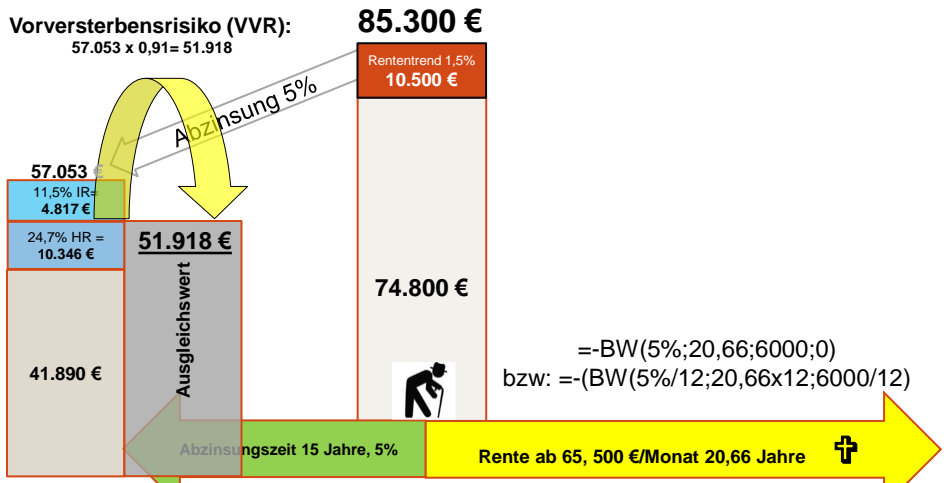 Vorversterbensrisiko (VVR):
57.053 x 0,91= 51.918
85.300 €
Rententrend 1,5%
10.500 €
Abzinsung 5%
57.053 €
11,5% IR=
4.817 €
24,7% HR =
10.346 €
51.918 €
Ausgleichswert
74.800 €
41.890 €
=-BW(5%;20,66;6000;0)
bzw: =-(BW(5%/12;20,66x12;6000/12)
Abzinsungszeit 15 Jahre, 5%
Rente ab 65, 500 €/Monat 20,66 Jahre